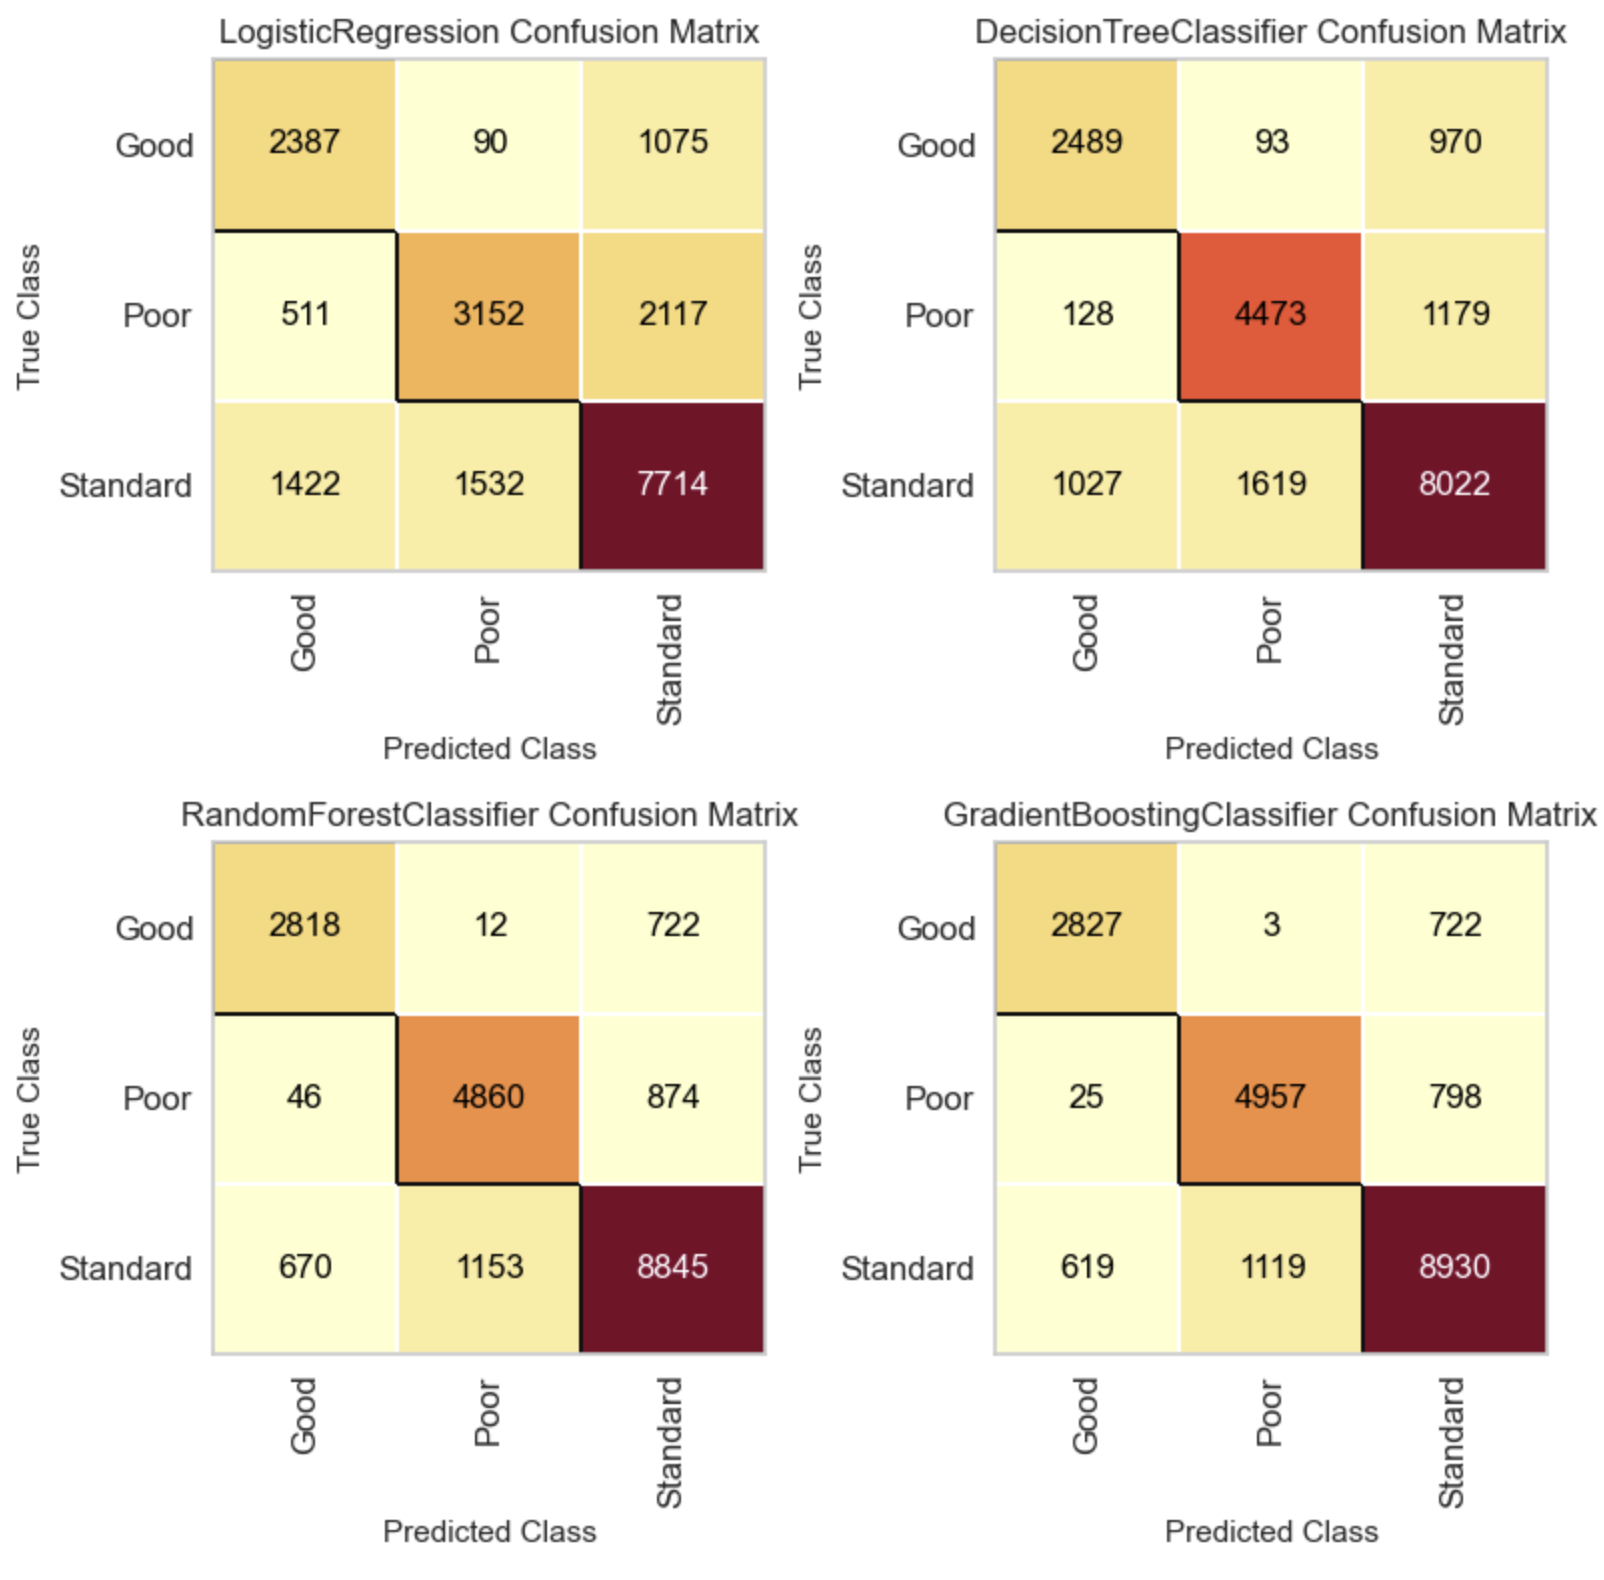 LogisticRegression Confusion Matrix
True Class
Good
2387 90 1075
Poor
511 3152 2117
Standard
1422 1532 7714
Good Poor Standard
Predicted Class
DecisionTreeClassifier Confusion Matrix
True Class
Good
2489 93 970
Poor
128 4473 1179
Standard
1027 1619 8022
Good Poor Standard
Predicted Class
RandomForestClassifier Confusion Matrix
True Class
Good
2818 12 722
Poor
46 4860 874
Standard
670 1153 8845
Good Poor Standard
Predicted Class
GradientBoostingClassifier Confusion Matrix
True Class
Good
2827 3 722
Poor
25 4957 798
Standard
619 1119 8930
Good Poor Standard
Predicted Class